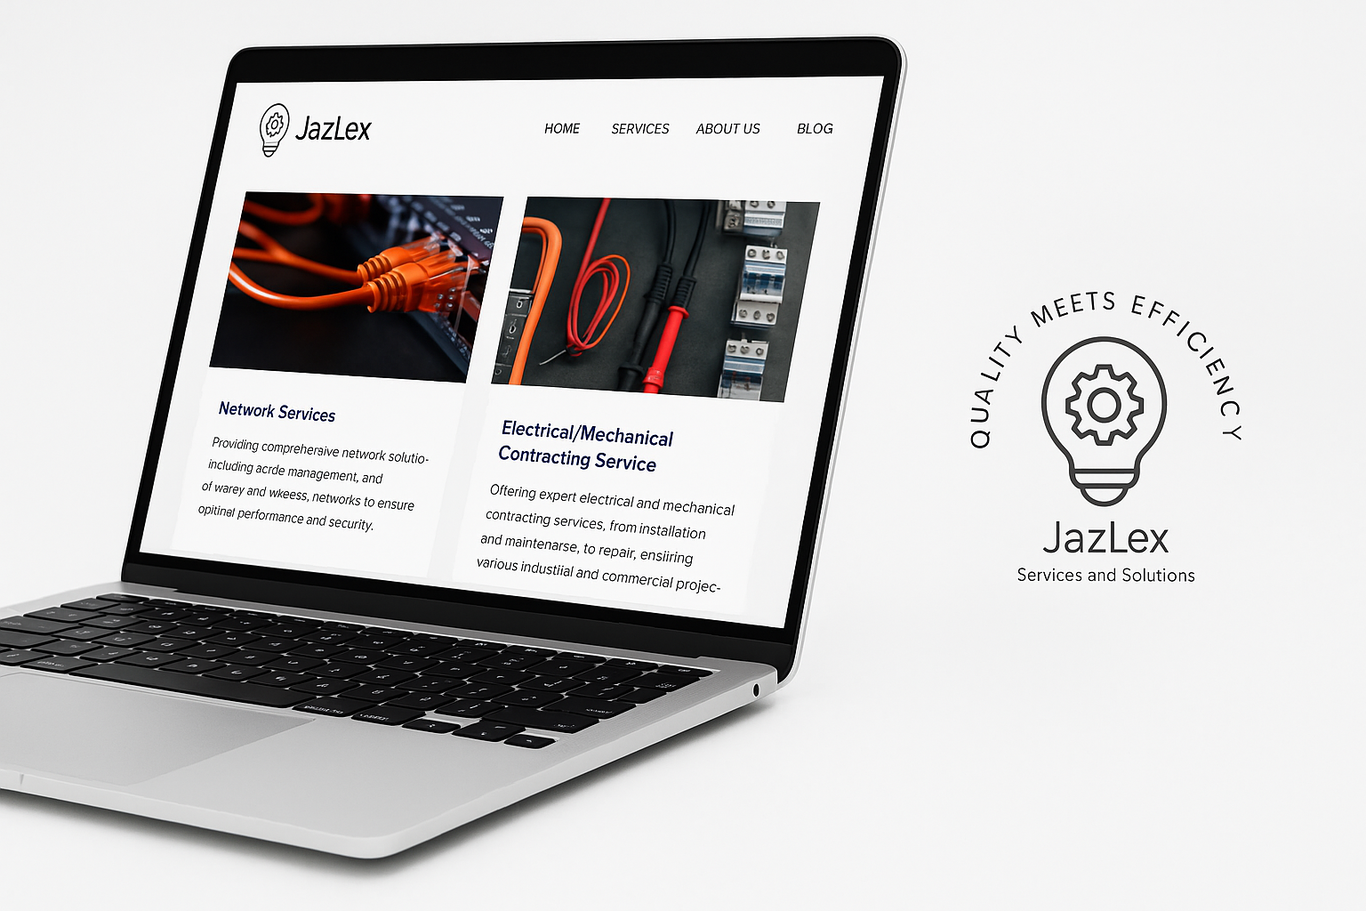 JazLex
HOME SERVICES ABOUT US BLOG
Network Services
Providing comprehensive network solutio-
including acrde management, and
of warey and wkeess, networks to ensure
opitinal performance and security.
Electrical/Mechanical
Contracting Service
Offering expert electrical and mechanical
contracting services, from installation
and maintenarse, to repair, ensiiring
various industiial and commercial projec-
QUALITY MEETS EFFICIENCY
JazLex
Services and Solutions